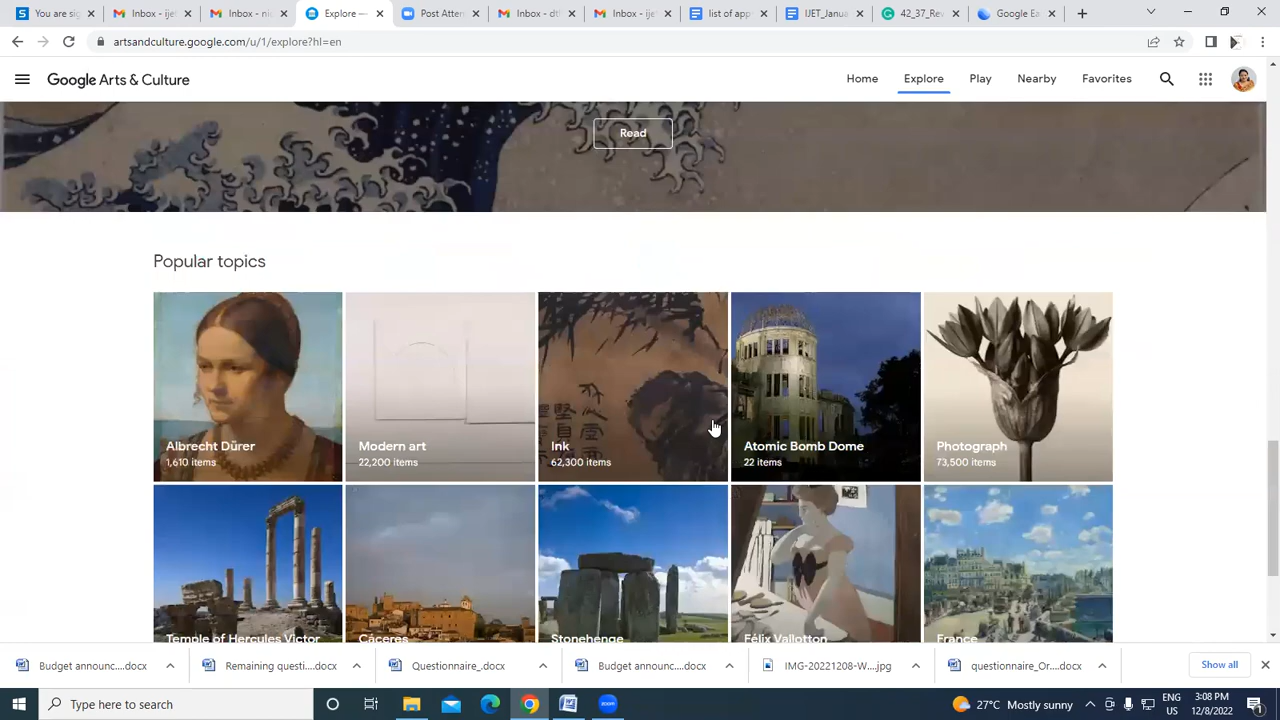 You are sig
Inbox - ijet
Inbox - nic
Explore —
Post Atten
Inbox - dt
Inbox - ijet
list of app
IJET_Janua
42_37_Rev
Google Ea
artsandculture.google.com/u/1/explore?hl=en
Google Arts & Culture
Home
Explore
Play
Nearby
Favorites
Read
Popular topics
Albrecht Dürer
1,610 items
Modern art
22,200 items
Ink
62,300 items
Atomic Bomb Dome
22 items
Photograph
73,500 items
Temple of Hercules Victor
Cáceres
Stonehenge
Félix Vallotton
France
Budget announc....docx
Remaining questi....docx
Questionnaire_.docx
Budget announc....docx
IMG-20221208-W....jpg
questionnaire_Or....docx
Show all
Type here to search
27°C Mostly sunny
ENG
US
3:08 PM
12/8/2022